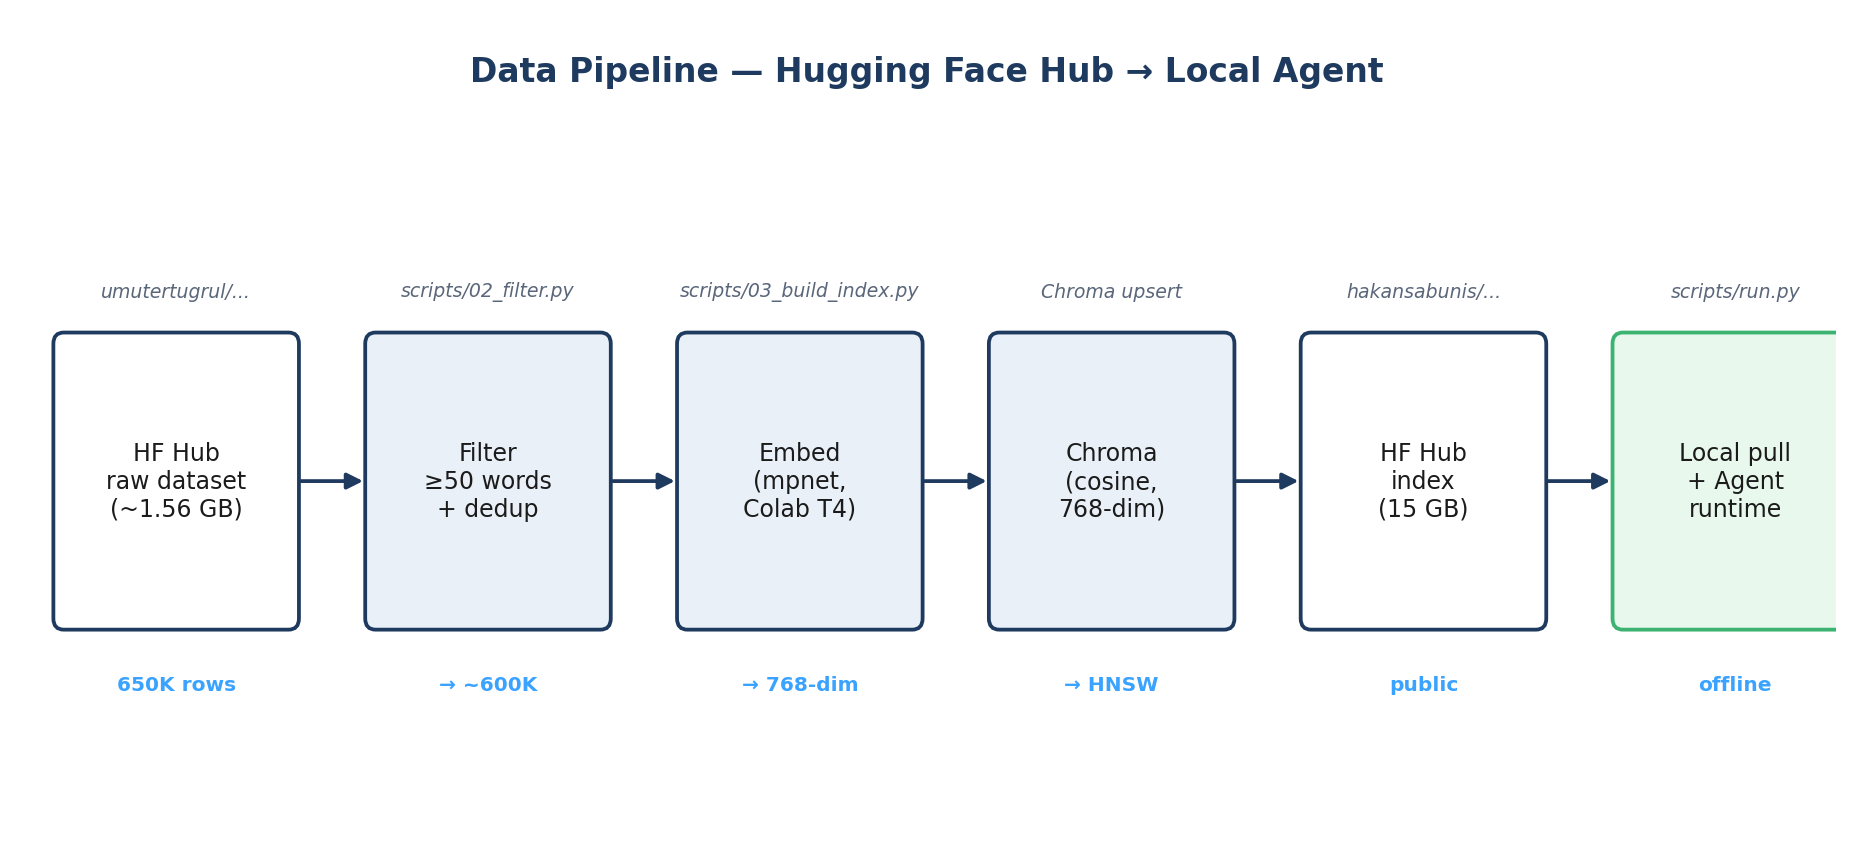 Data Pipeline — Hugging Face Hub → Local Agent
umutertugrul/...
scripts/02_filter.py
scripts/03_build_index.py
Chroma upsert
hakansabunis/...
scripts/run.py
HF Hub
raw dataset
(~1.56 GB)
Filter
≥50 words
+ dedup
Embed
(mpnet,
Colab T4)
Chroma
(cosine,
768-dim)
HF Hub
index
(15 GB)
Local pull
+ Agent
runtime
650K rows
→ ~600K
→ 768-dim
→ HNSW
public
offline